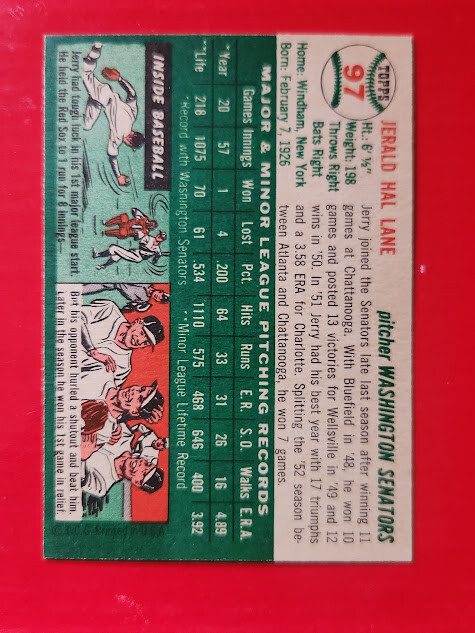 TOPPS
97
JERALD HAL LANE
pitcher WASHINGTON SENATORS
Ht.: 6' ½"
Weight: 198
Throws Right
Bats Right
Home: Windham, New York
Born: February 7, 1926
Jerry joined the Senators late last season after winning 11
games at Chattanooga. With Bluefield in '48, he won 10
games and posted 13 victories for Wellsville in '49 and 12
wins in '50. In '51 Jerry had his best year with 17 triumphs
and a 3.58 ERA for Charlotte. Splitting the '52 season be-
tween Atlanta and Chattanooga, he won 7 games.
MAJOR & MINOR LEAGUE PITCHING RECORDS
Games Innings Won Lost Pct. Hits Runs E.R. S.O. Walks E.R.A.
*Year 20 57 1 4 .200 64 33 31 26 16 4.89
**Life 218 1075 70 61 .534 1110 575 468 646 400 3.92
*Record with Washington Senators **Minor League Lifetime Record
INSIDE BASEBALL
Jerry had tough luck in his 1st major league start.
He held the Red Sox to 1 run for 8 innings—
But his opponent hurled a shutout and beat him.
Later in the season he won his 1st game in relief.
U.S.A.